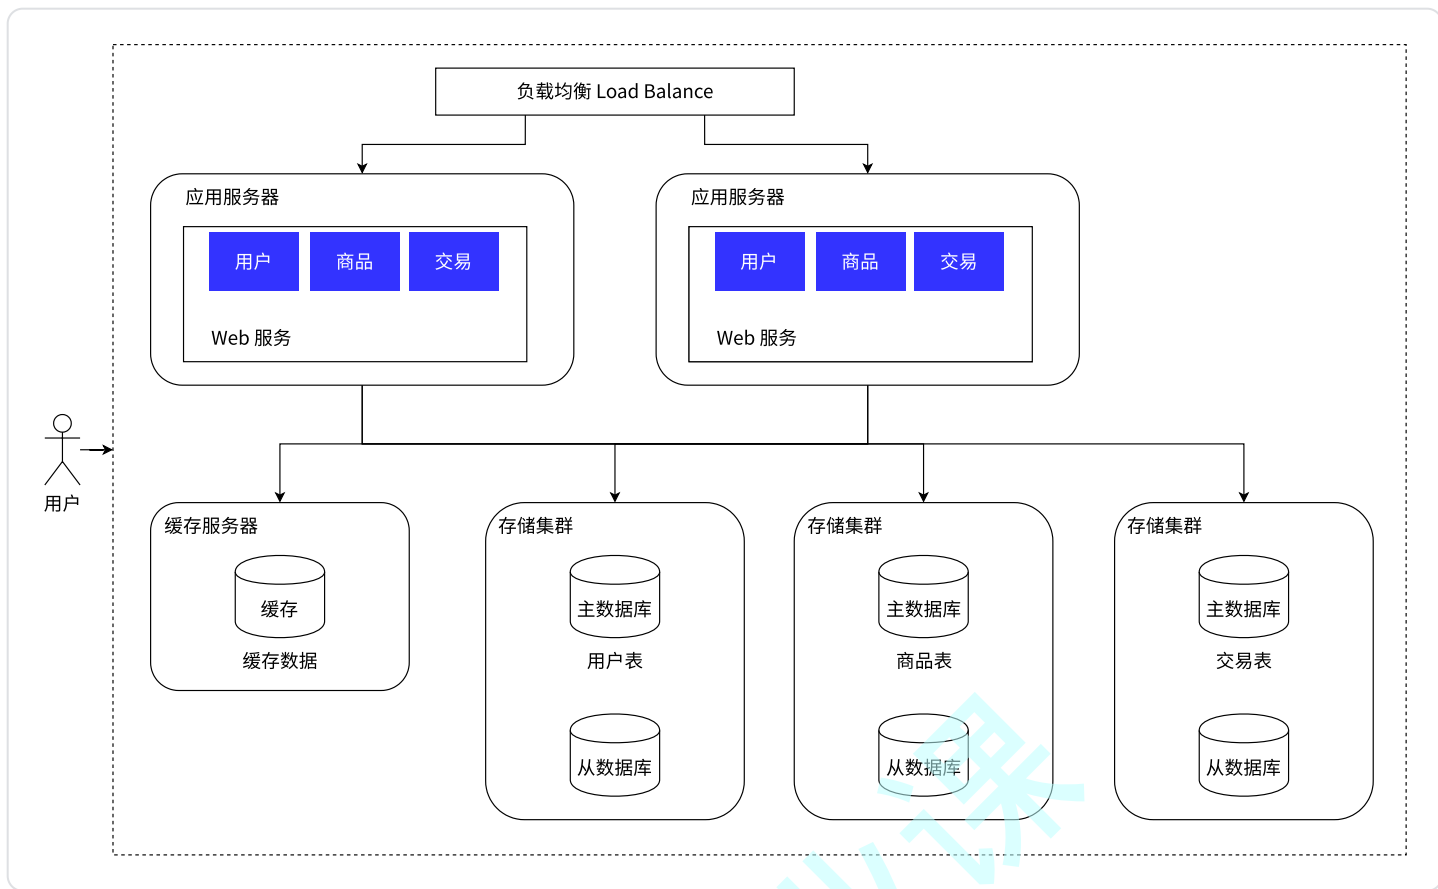 负载均衡 Load Balance
应用服务器
应用服务器
用户
商品
交易
用户
商品
交易
Web 服务
Web 服务
用户
缓存服务器
存储集群
存储集群
存储集群
缓存
主数据库
主数据库
主数据库
缓存数据
用户表
商品表
交易表
从数据库
从数据库
从数据库
课